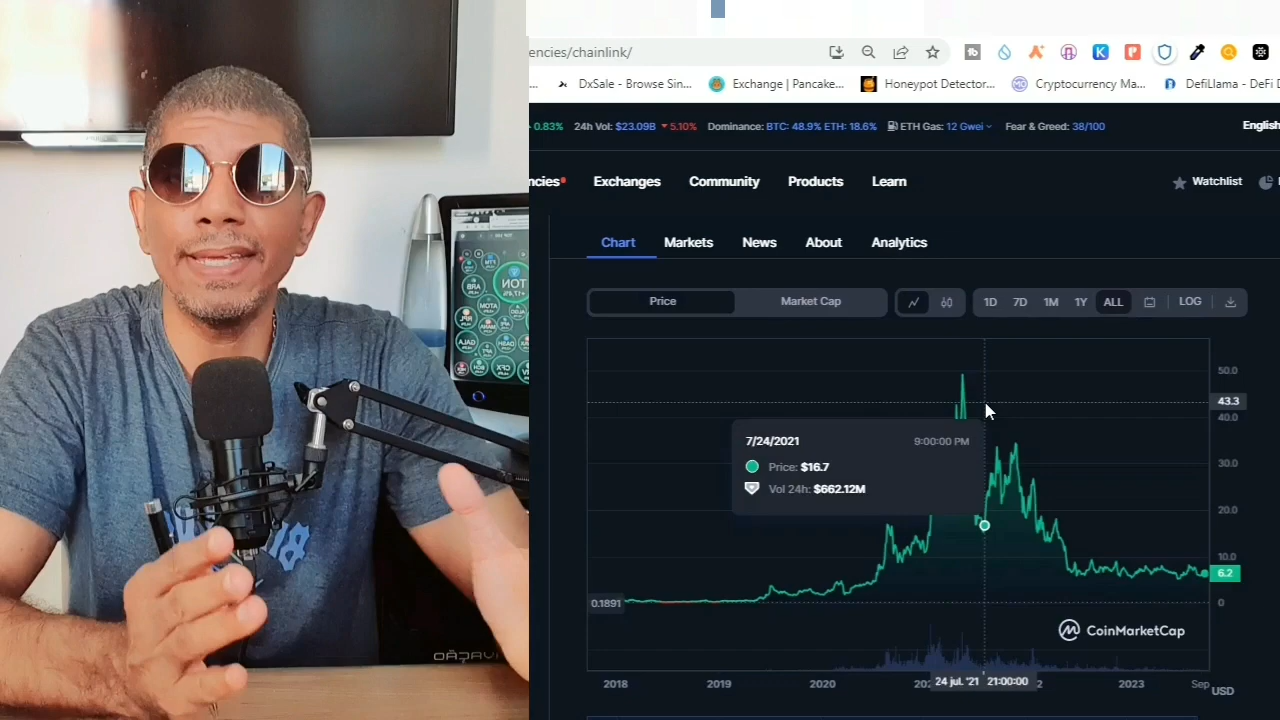 encies/chainlink/
DxSale - Browse Sin...
Exchange | Pancake...
Honeypot Detector...
Cryptocurrency Ma...
DefiLlama - DeFi D
0.83%
24h Vol: $23.09B 5.10%
Dominance: BTC: 48.9% ETH: 18.6%
ETH Gas: 12 Gwei
Fear & Greed: 38/100
English
ncies
Exchanges
Community
Products
Learn
Watchlist
Chart
Markets
News
About
Analytics
Price
Market Cap
1D
7D
1M
1Y
ALL
LOG
50.0
43.3
40.0
7/24/2021
9:00:00 PM
Price: $16.7
Vol 24h: $662.12M
30.0
20.0
10.0
6.2
0.1891
0
CoinMarketCap
2018
2019
2020
24 jul. '21 21:00:00
2
2023
Sep
USD